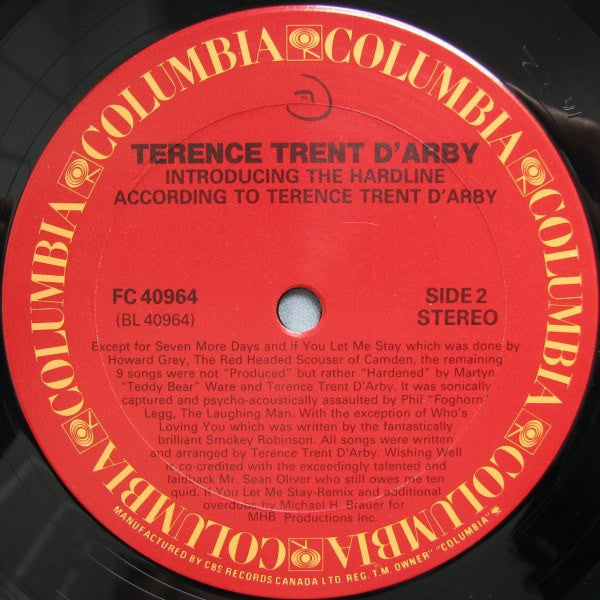 COLUMBIA COLUMBIA COLUMBIA COLUMBIA COLUMBIA COLUMBIA
TERENCE TRENT D'ARBY
INTRODUCING THE HARDLINE
ACCORDING TO TERENCE TRENT D'ARBY
FC 40964
(BL 40964)
SIDE 2
STEREO
Except for Seven More Days and If You Let Me Stay which was done by
Howard Grey, The Red Headed Scouser of Camden, the remaining
9 songs were not "Produced" but rather "Hardened" by Martyn
"Teddy Bear" Ware and Terence Trent D'Arby. It was sonically
captured and psycho-acoustically assaulted by Phil "Foghorn"
Legg, The Laughing Man. With the exception of Who's
Loving You which was written by the fantastically
brilliant Smokey Robinson. All songs were written
and arranged by Terence Trent D'Arby. Wishing Well
is co-credited with the exceedingly talented and
laidback Mr. Sean Oliver who still owes me ten
quid. If You Let Me Stay-Remix and additional
overdubs by Michael H. Brauer for
MHB Productions Inc.
MANUFACTURED BY CBS RECORDS CANADA LTD. REG. T.M. OWNER "COLUMBIA"